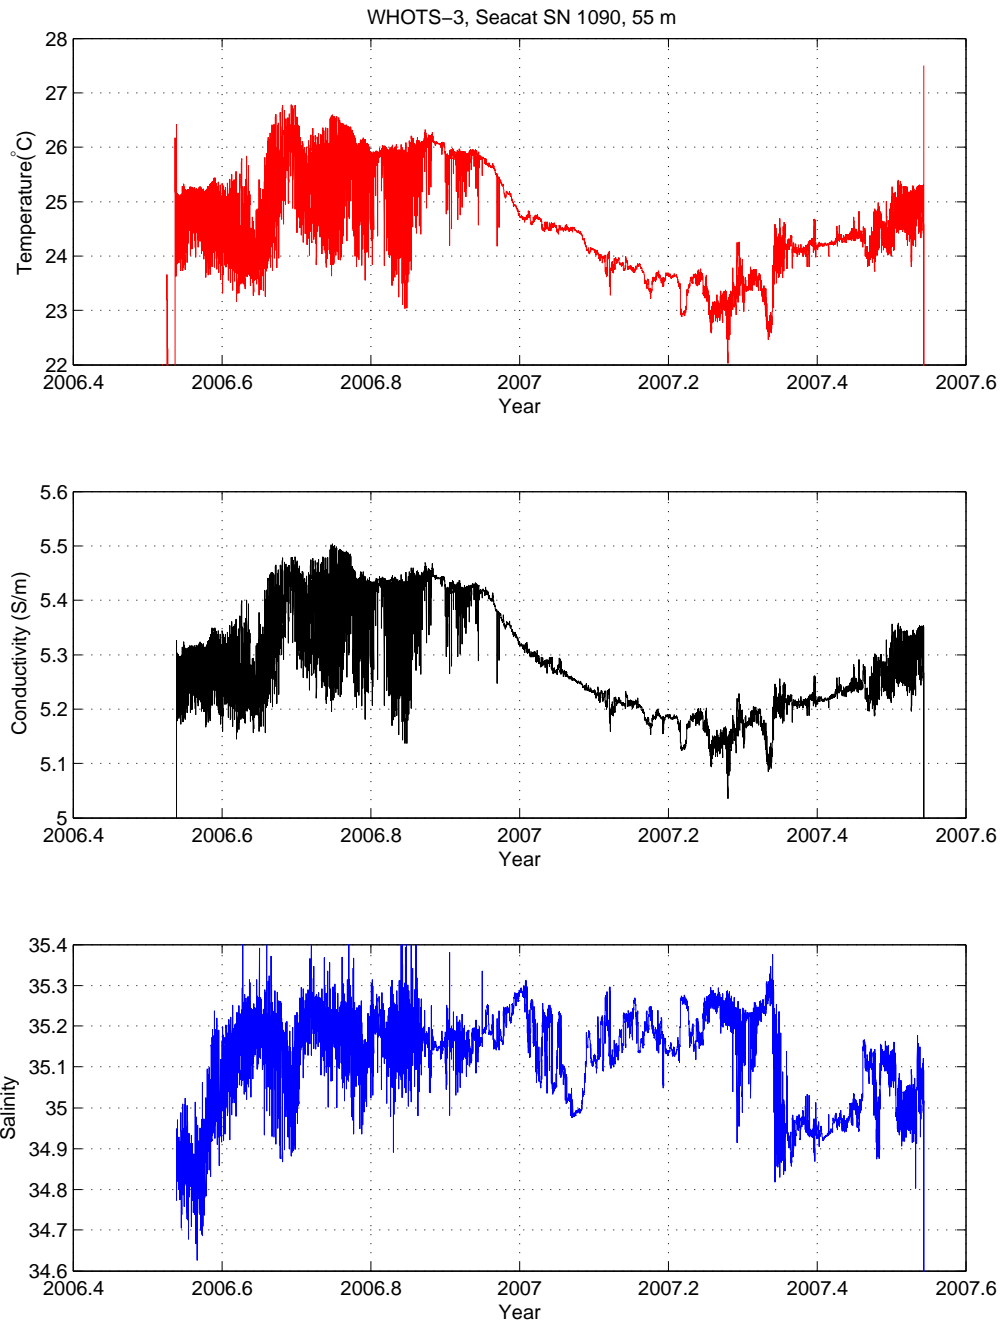 WHOTS−3, Seacat SN 1090, 55 m
28
27
26
25
24
23
22
Temperature(°C)
2006.4 2006.6 2006.8 2007 2007.2 2007.4 2007.6
Year
5.6
5.5
5.4
5.3
5.2
5.1
5
Conductivity (S/m)
2006.4 2006.6 2006.8 2007 2007.2 2007.4 2007.6
Year
35.4
35.3
35.2
35.1
35
34.9
34.8
34.7
34.6
Salinity
2006.4 2006.6 2006.8 2007 2007.2 2007.4 2007.6
Year